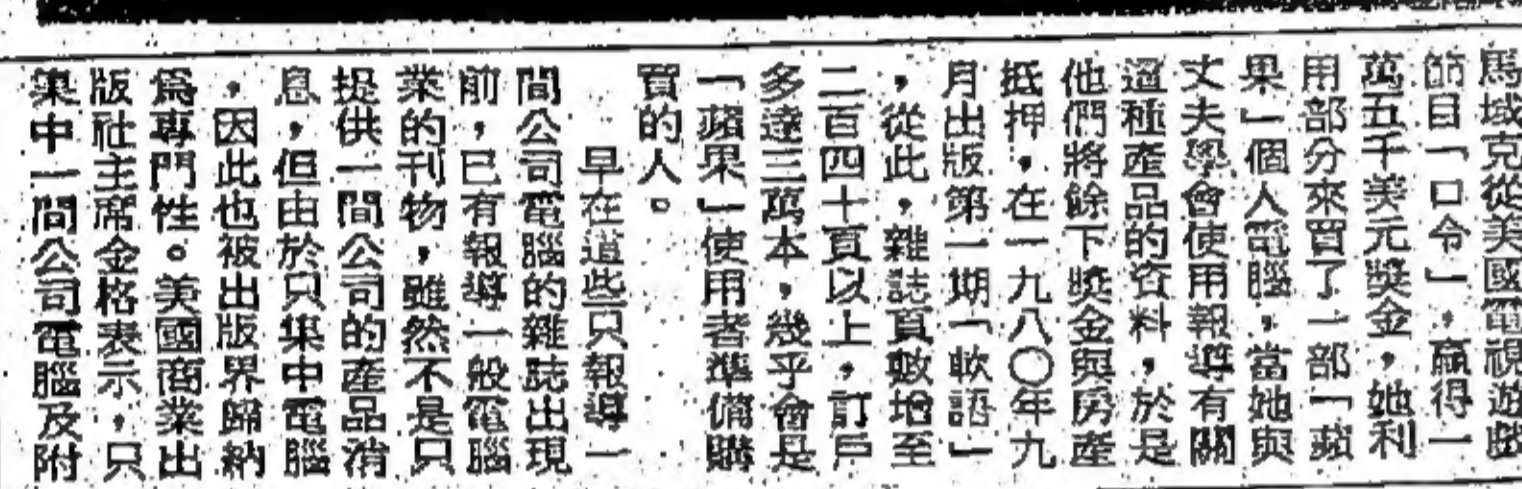 馬域克從美國電視遊戲
節目「口令」，贏得一
萬五千美元獎金，她利
用部分來買了一部「蘋
果」個人電腦，當她與
丈夫學會使用報導有關
這種產品的資料，於是
他們將餘下獎金與房產
抵押，在一九八〇年九
月出版第一期「軟語」
，從此，雜誌頁數增至
二百四十頁以上，訂戶
多達三萬本，幾乎會是
「蘋果」使用者準備購
買的人。
早在這些只報導一
間公司電腦的雜誌出現
前，已有報導一般電腦
業的刊物，雖然不是只
提供一間公司的產品消
息，但由於只集中電腦
，因此也被出版界歸納
爲專門性。美國商業出
版社主席金格表示，只
集中一間公司電腦及附